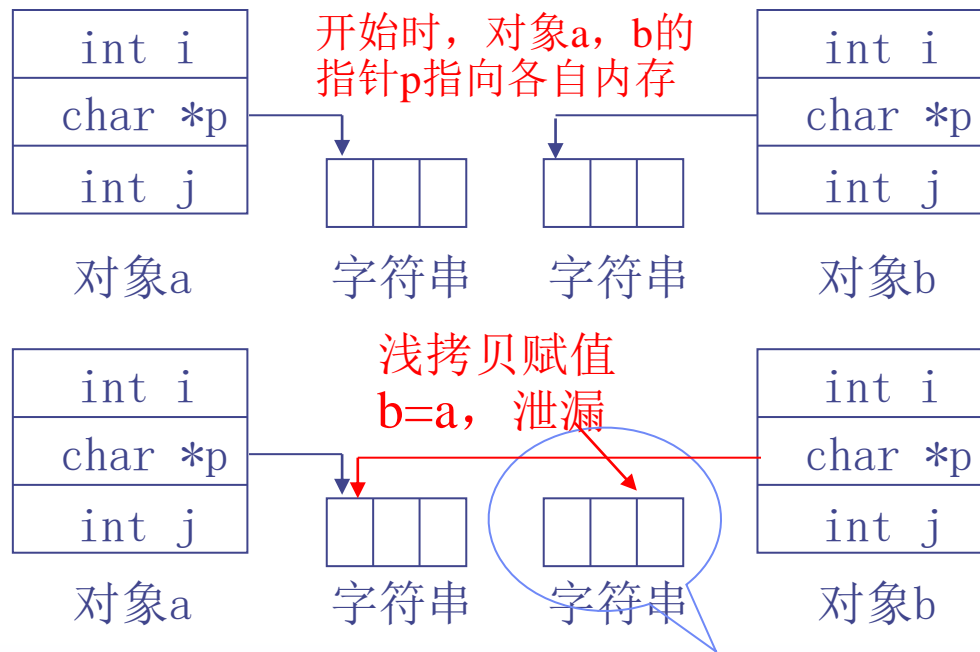 int i
char *p
int j
对象a
开始时，对象a，b的
指针p指向各自内存
字符串
字符串
int i
char *p
int j
对象b
int i
char *p
int j
对象a
浅拷贝赋值
b=a，泄漏
字符串
字符串
int i
char *p
int j
对象b